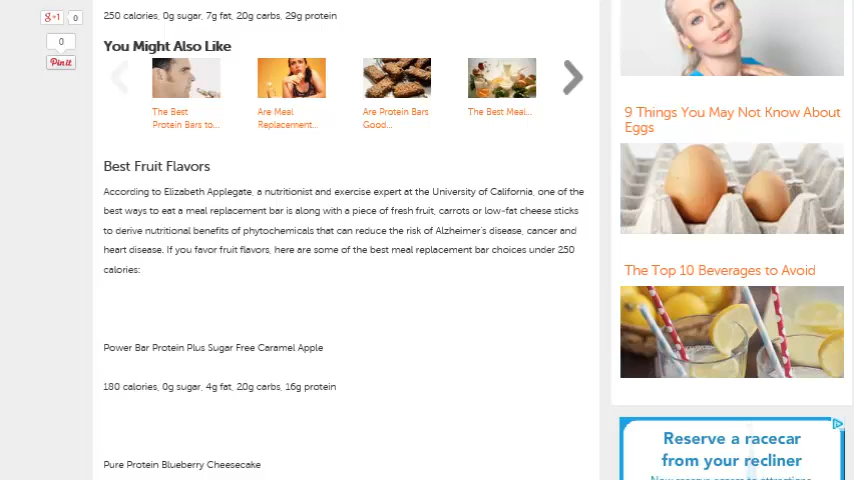 g+1 0
0
Pin it
250 calories, 0g sugar, 7g fat, 20g carbs, 29g protein
You Might Also Like
The Best
Protein Bars to...
Are Meal
Replacement...
Are Protein Bars
Good...
The Best Meal...
Best Fruit Flavors
According to Elizabeth Applegate, a nutritionist and exercise expert at the University of California, one of the
best ways to eat a meal replacement bar is along with a piece of fresh fruit, carrots or low-fat cheese sticks
to derive nutritional benefits of phytochemicals that can reduce the risk of Alzheimer's disease, cancer and
heart disease. If you favor fruit flavors, here are some of the best meal replacement bar choices under 250
calories:
Power Bar Protein Plus Sugar Free Caramel Apple
180 calories, 0g sugar, 4g fat, 20g carbs, 16g protein
Pure Protein Blueberry Cheesecake
9 Things You May Not Know About
Eggs
The Top 10 Beverages to Avoid
Reserve a racecar
from your recliner
Now reserve access to attractions